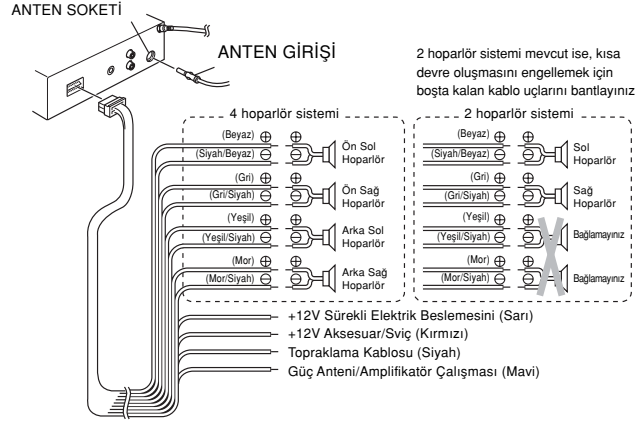 ANTEN SOKETİ
ANTEN GİRİŞİ
2 hoparlör sistemi mevcut ise, kısa
devre oluşmasını engellemek için
boşta kalan kablo uçlarını bantlayınız
4 hoparlör sistemi
(Beyaz) ⊕ ⊕
(Siyah/Beyaz) ⊖ ⊖
Ön Sol
Hoparlör
(Gri) ⊕ ⊕
(Gri/Siyah) ⊖ ⊖
Ön Sağ
Hoparlör
(Yeşil) ⊕ ⊕
(Yeşil/Siyah) ⊖ ⊖
Arka Sol
Hoparlör
(Mor) ⊕ ⊕
(Mor/Siyah) ⊖ ⊖
Arka Sağ
Hoparlör
2 hoparlör sistemi
(Beyaz) ⊕ ⊕
(Siyah/Beyaz) ⊖ ⊖
Sol
Hoparlör
(Gri) ⊕ ⊕
(Gri/Siyah) ⊖ ⊖
Sağ
Hoparlör
(Yeşil) ⊕ ⊕
(Yeşil/Siyah) ⊖ ⊖
Bağlamayınız
(Mor) ⊕ ⊕
(Mor/Siyah) ⊖ ⊖
Bağlamayınız
+12V Sürekli Elektrik Beslemesini (Sarı)
+12V Aksesuar/Sviç (Kırmızı)
Topraklama Kablosu (Siyah)
Güç Anteni/Amplifikatör Çalışması (Mavi)